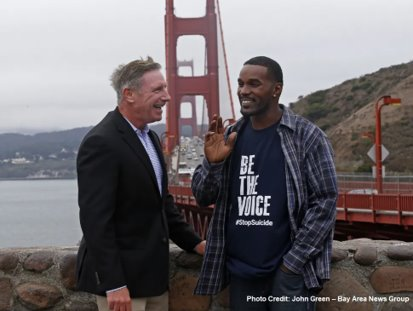 BE
THE
VOICE
#StopSuicide
Photo Credit: John Green – Bay Area News Group